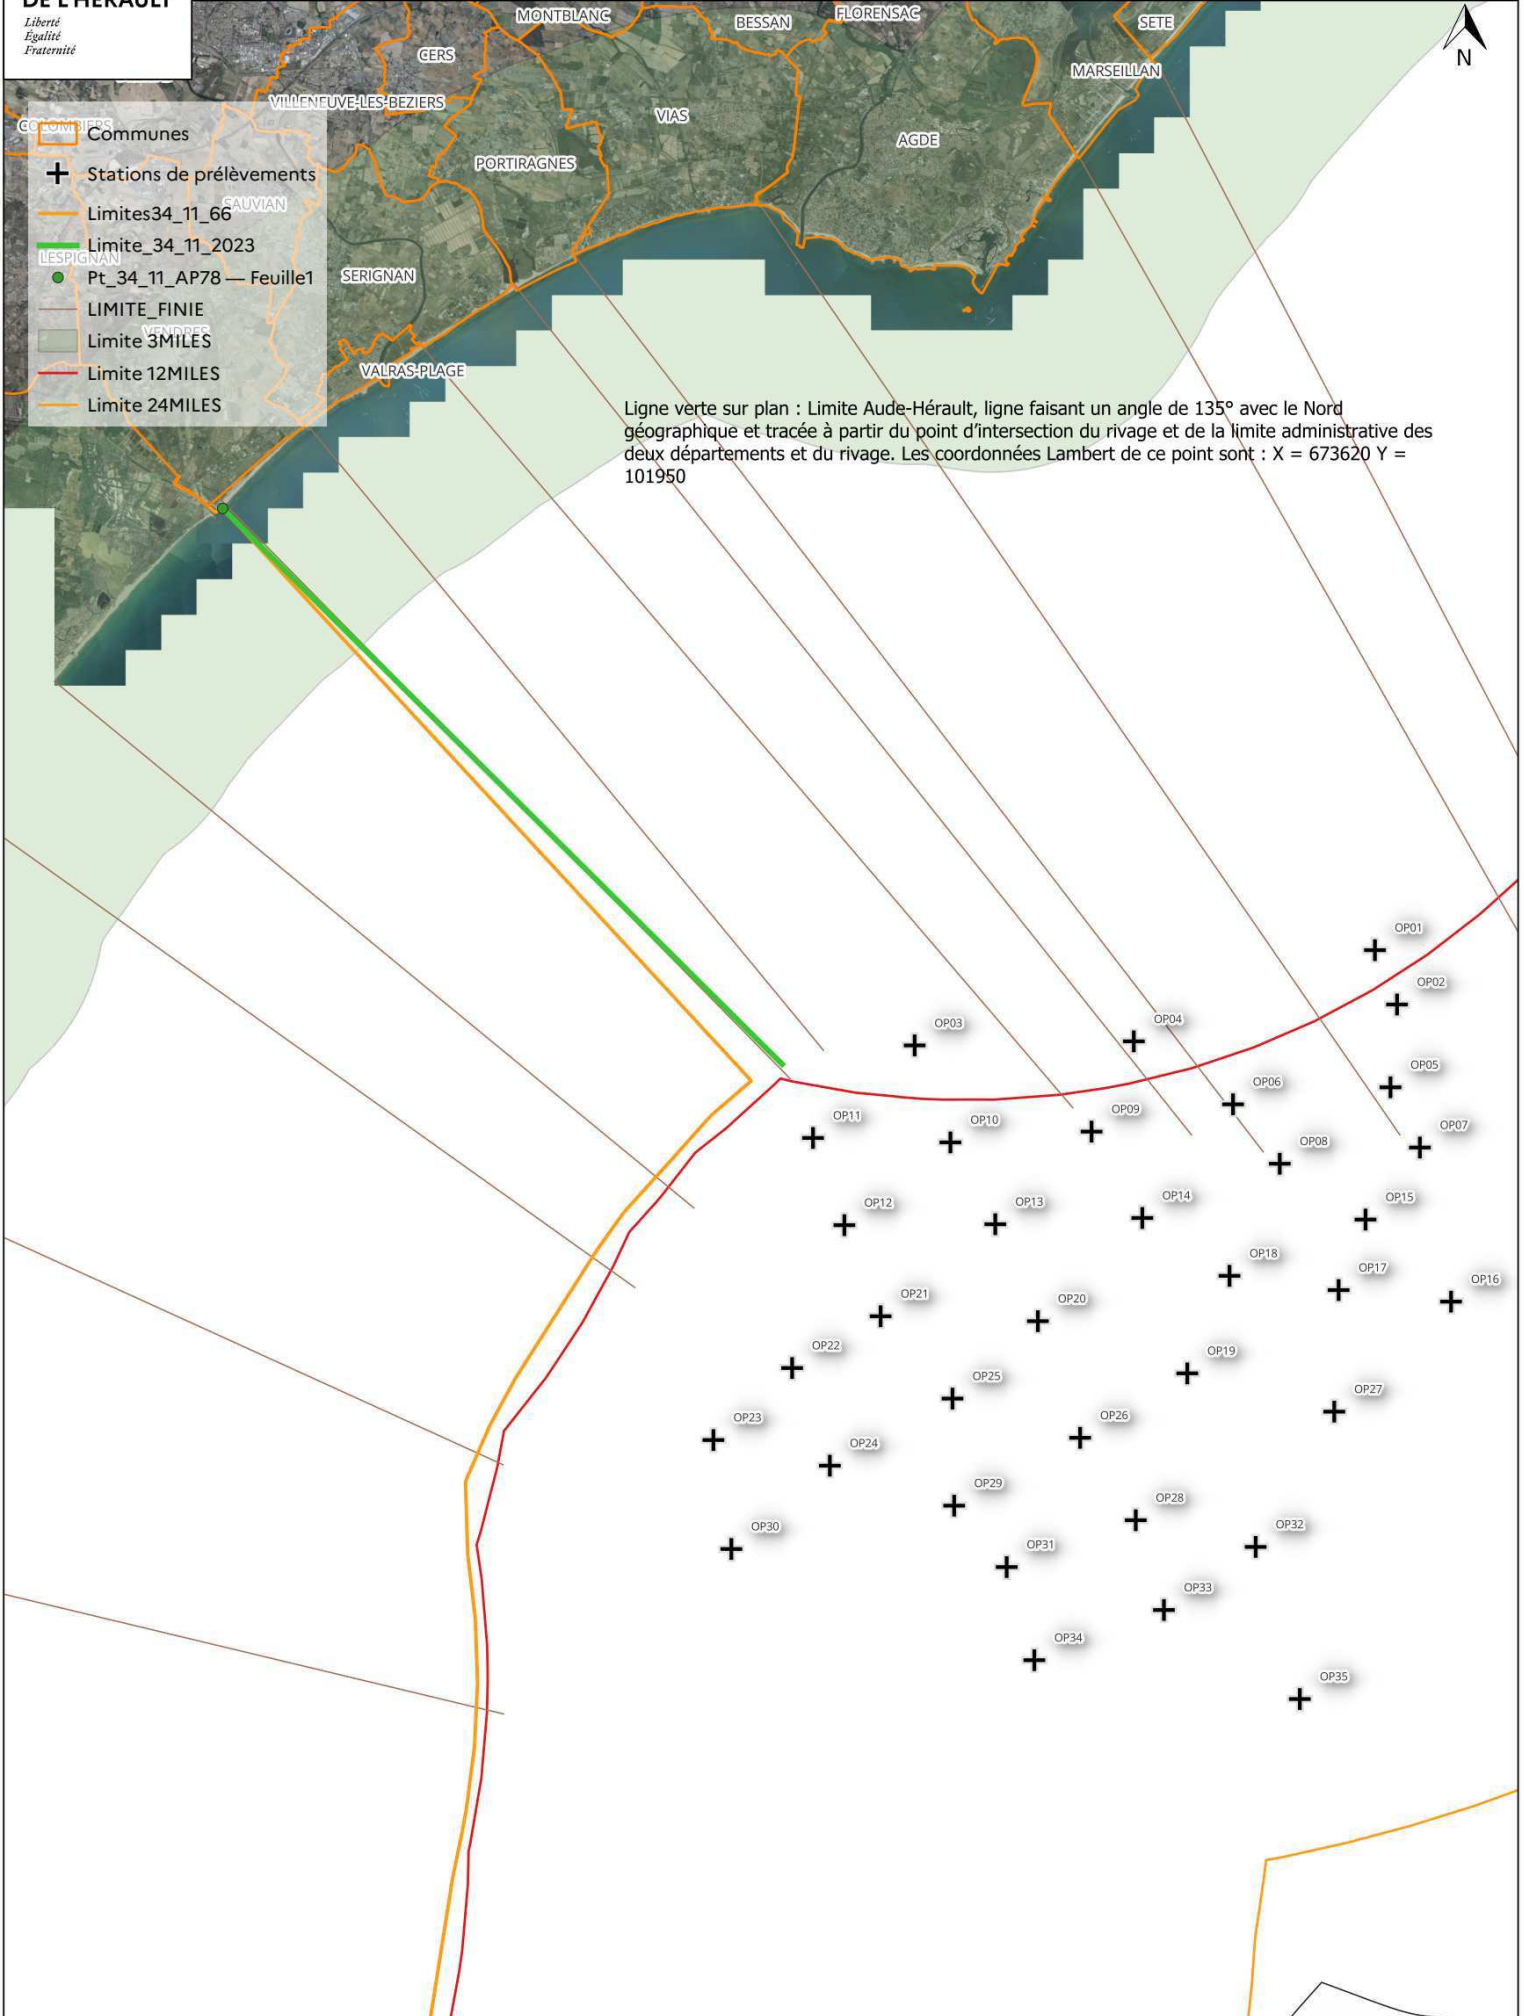 DE L'HÉRAULT
Liberté
Égalité
Fraternité
MONTBLANC
BESSAN
FLORENSAC
SETE
CERS
MARSEILLAN
VILLENEUVE-LES-BEZIERS
VIAS
COLOMBIERS
AGDE
PORTIRAGNES
SAUVIAN
LESPIGNAN
SERIGNAN
VENDRES
VALRAS-PLAGE
N
Communes
Stations de prélèvements
Limites34_11_66
Limite_34_11_2023
Pt_34_11_AP78 — Feuille1
LIMITE_FINIE
Limite 3MILES
Limite 12MILES
Limite 24MILES
Ligne verte sur plan : Limite Aude-Hérault, ligne faisant un angle de 135° avec le Nord
géographique et tracée à partir du point d'intersection du rivage et de la limite administrative des
deux départements et du rivage. Les coordonnées Lambert de ce point sont : X = 673620 Y =
101950
OP01
OP02
OP03
OP04
OP05
OP06
OP11
OP10
OP09
OP07
OP08
OP12
OP13
OP14
OP15
OP18
OP17
OP16
OP21
OP20
OP22
OP19
OP25
OP27
OP23
OP26
OP24
OP29
OP28
OP30
OP32
OP31
OP33
OP34
OP35